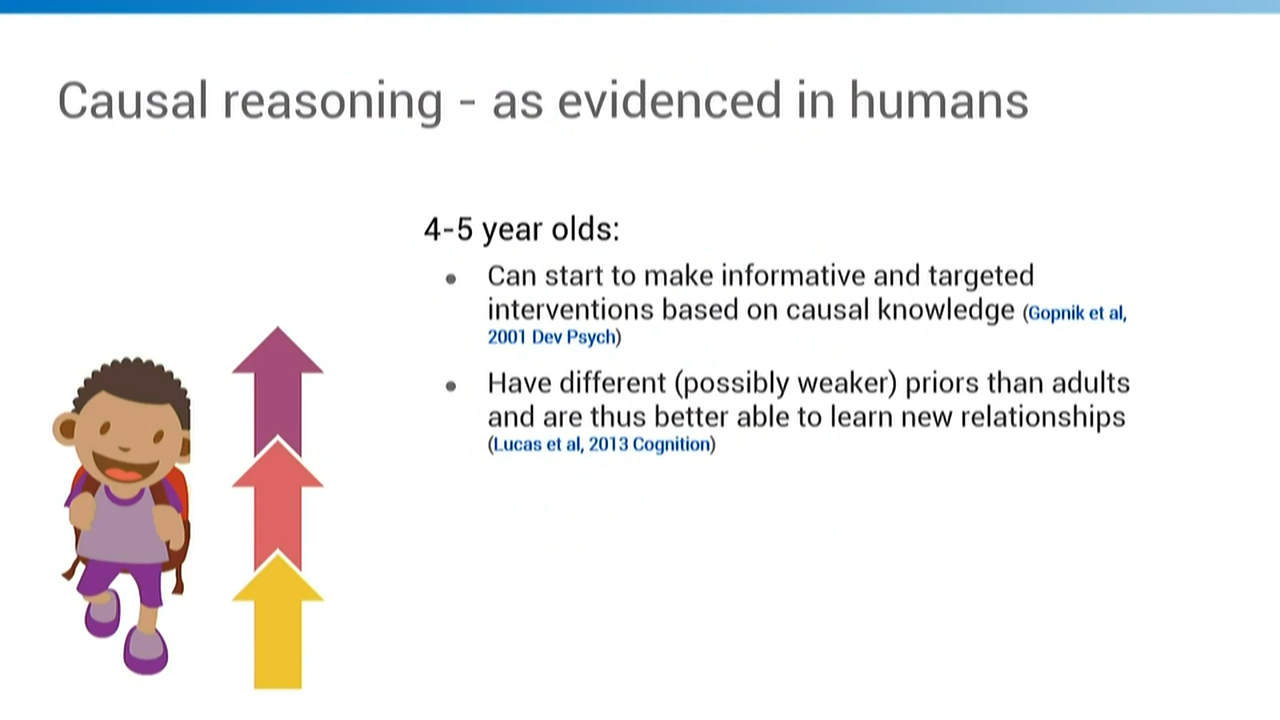 Causal reasoning - as evidenced in humans
4-5 year olds:
Can start to make informative and targeted
interventions based on causal knowledge (Gopnik et al,
2001 Dev Psych)
Have different (possibly weaker) priors than adults
and are thus better able to learn new relationships
(Lucas et al, 2013 Cognition)